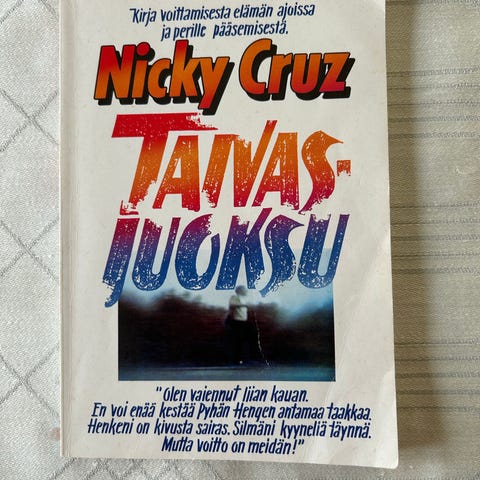 "Kirja voittamisesta elämän ajoissa
ja perille pääsemisestä.
Nicky Cruz
TAIVAS-
JUOKSU
"Olen vaiennut liian kauan.
En voi enää kestää Pyhän Hengen antamaa taakkaa.
Henkeni on kivusta sairas. Silmäni kyyneliä täynnä.
Mutta voitto on meidän!"